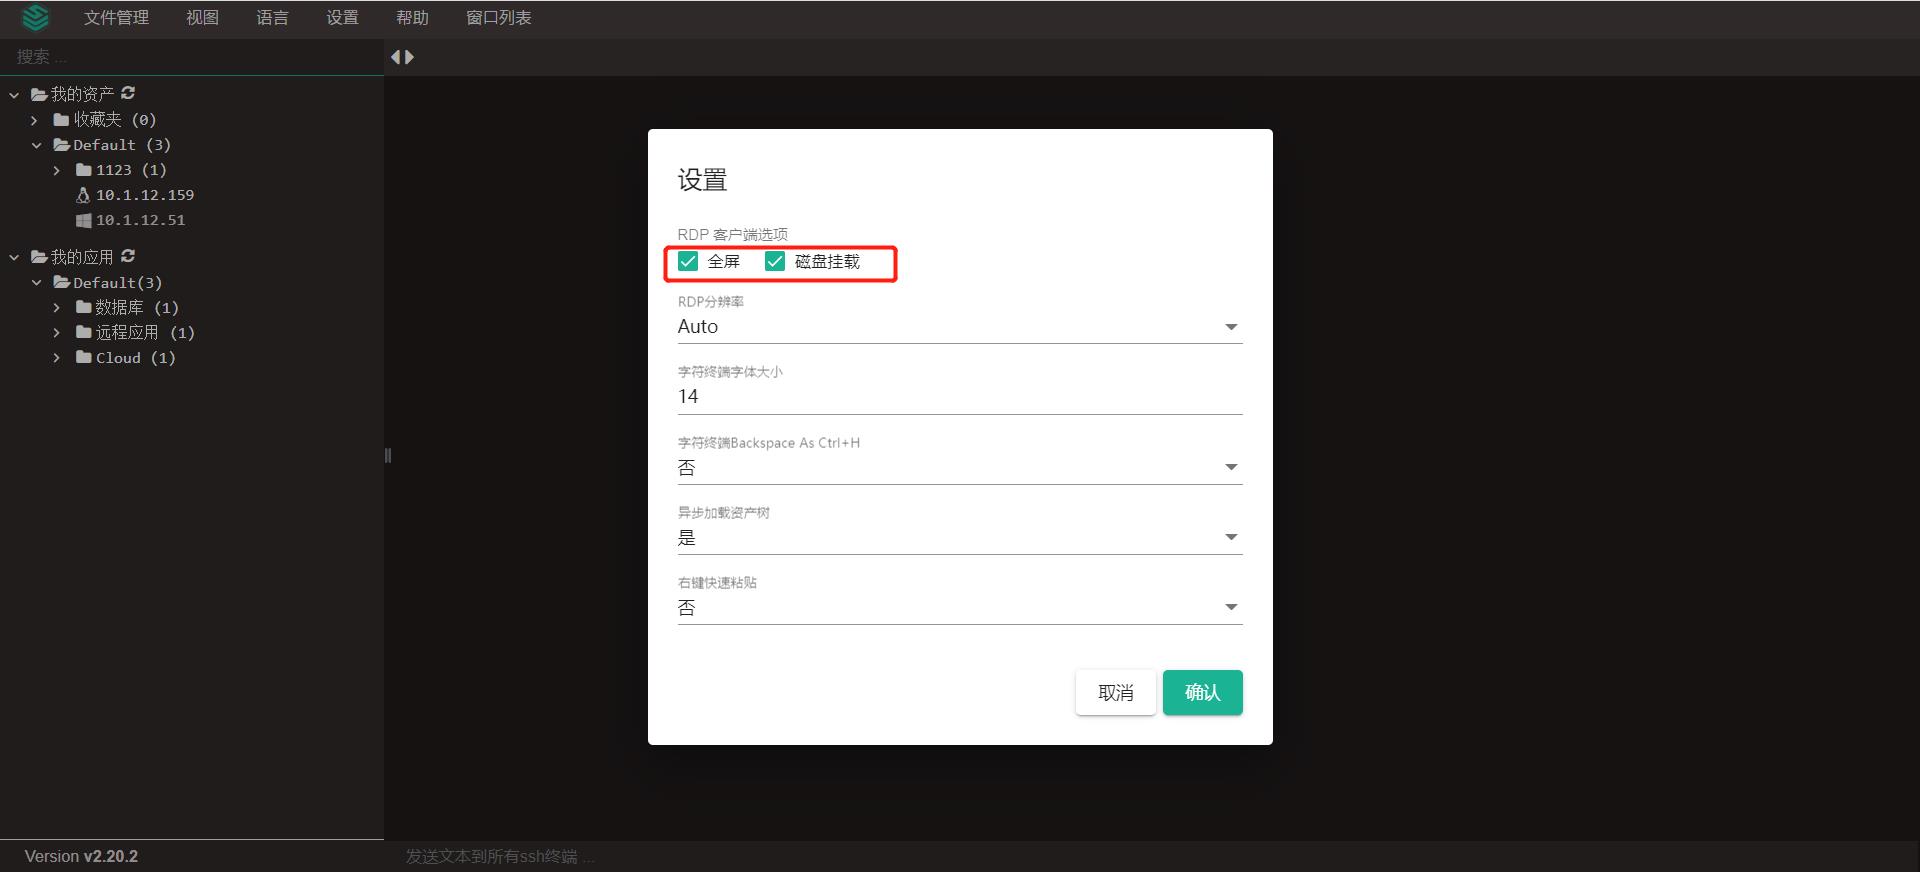 文件管理 视图 语言 设置 帮助 窗口列表
搜索 ...
我的资产
收藏夹 (0)
Default (3)
1123 (1)
10.1.12.159
10.1.12.51
我的应用
Default(3)
数据库 (1)
远程应用 (1)
Cloud (1)
设置
RDP 客户端选项
全屏 磁盘挂载
RDP分辨率
Auto
字符终端字体大小
14
字符终端Backspace As Ctrl+H
否
异步加载资产树
是
右键快速粘贴
否
取消 确认
Version v2.20.2
发送文本到所有ssh终端 ...